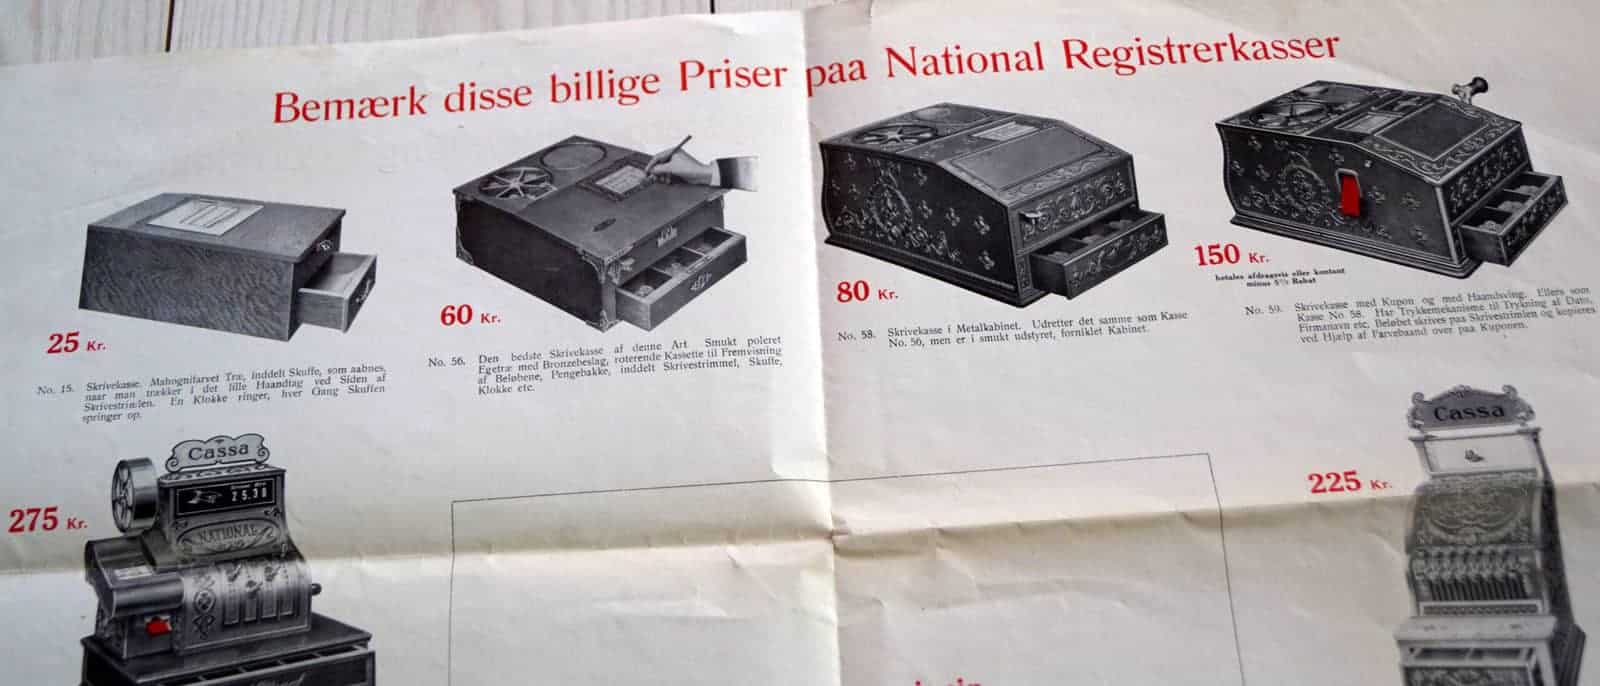 Bemærk disse billige Priser paa National Registrerkasser
25 Kr.
No. 15. Skrivekasse. Mahognifarvet Træ, inddelt Skuffe, som aabnes,
naar man trækker i det lille Haandtag ved Siden af
Skrivestrimlen. En Klokke ringer, hver Gang Skuffen
springer op.
60 Kr.
No. 56. Den bedste Skrivekasse af denne Art. Smukt poleret
Egetræ med Bronzebeslag, roterende Kassette til Fremvisning
af Beløbene, Pengebakke, inddelt Skrivestrimmel, Skuffe,
Klokke etc.
80 Kr.
No. 58. Skrivekasse i Metalkabinet. Udretter det samme som Kasse
No. 56, men er i smukt udstyret, forniklet Kabinet.
150 Kr.
betales afdragsvis eller kontant
minus 5% Rabat
No. 59. Skrivekasse med Kupon og med Haandsving. Ellers som
Kasse No 58. Har Trykkemekanisme til Trykning af Dato,
Firmanavn etc. Beløbet skrives paa Skrivestrimlen og kopieres
ved Hjælp af Farvebaand over paa Kuponen.
275 Kr.
Cassa
25.30
NATIONAL
225 Kr.
Cassa